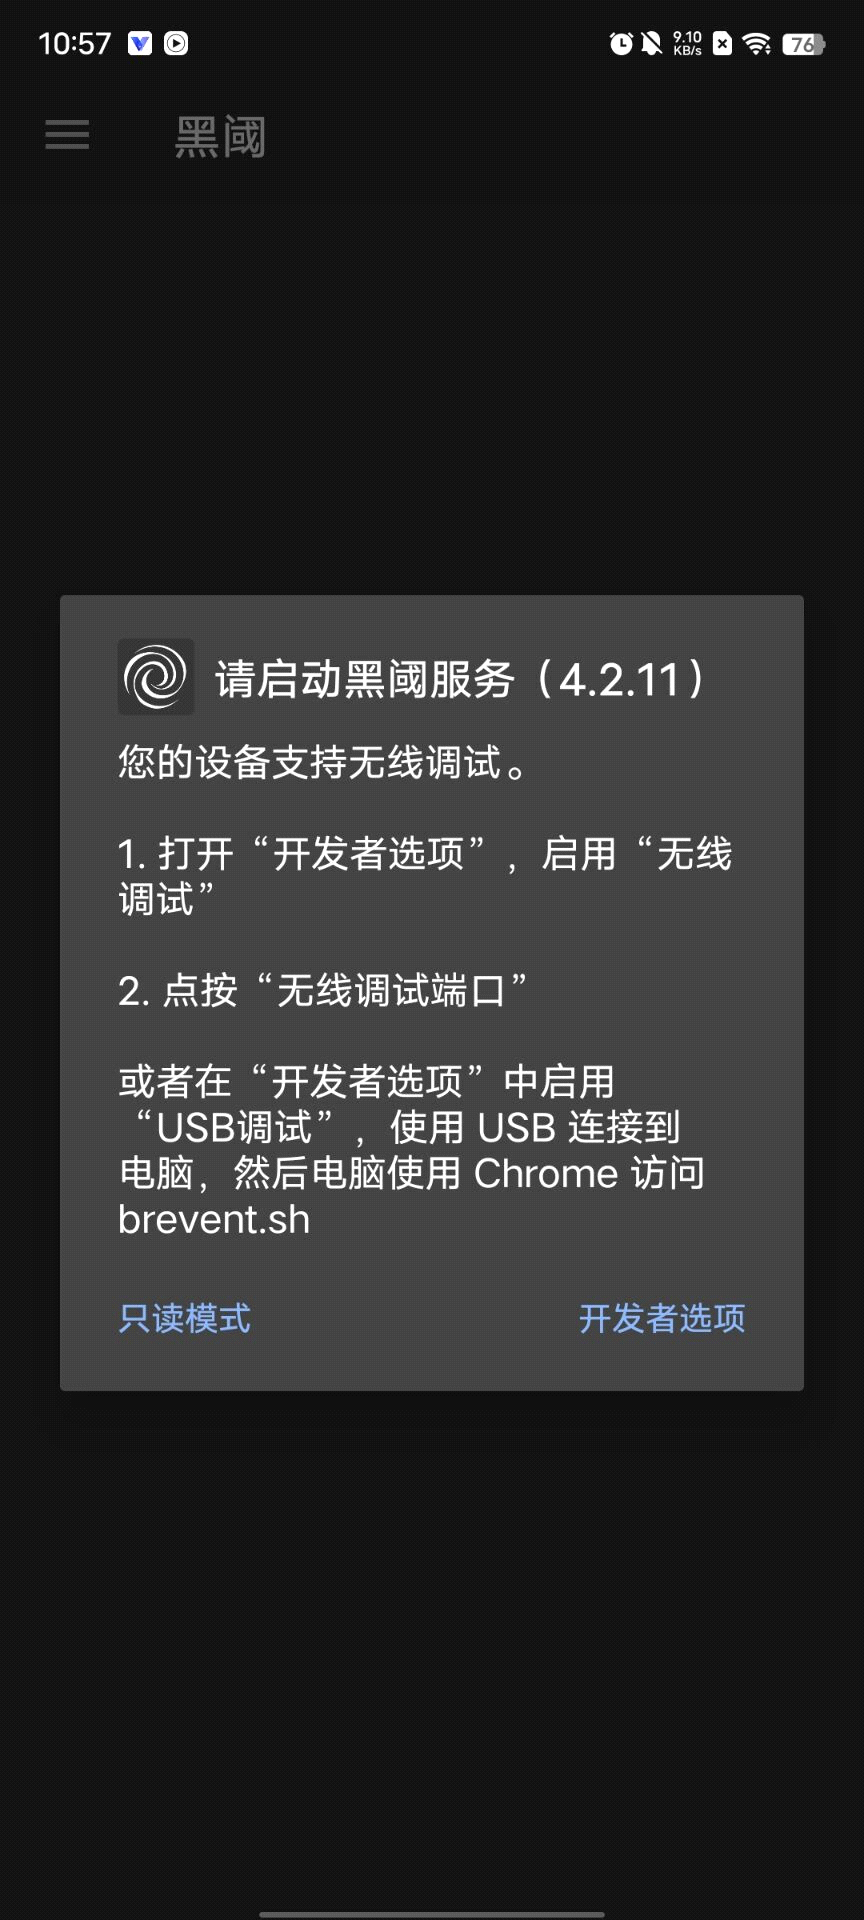 10:57
9.10
KB/s
76
黑阈
请启动黑阈服务（4.2.11）
您的设备支持无线调试。
1. 打开“开发者选项”，启用“无线
调试”
2. 点按“无线调试端口”
或者在“开发者选项”中启用
“USB调试”，使用 USB 连接到
电脑，然后电脑使用 Chrome 访问
brevent.sh
只读模式
开发者选项